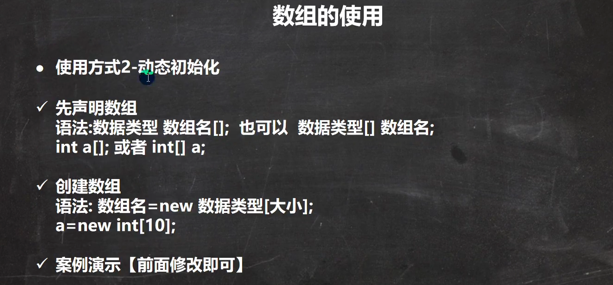 数组的使用
● 使用方式2-动态初始化
✓ 先声明数组
语法:数据类型 数组名[]; 也可以 数据类型[] 数组名;
int a[]; 或者 int[] a;
✓ 创建数组
语法: 数组名=new 数据类型[大小];
a=new int[10];
✓ 案例演示【前面修改即可】